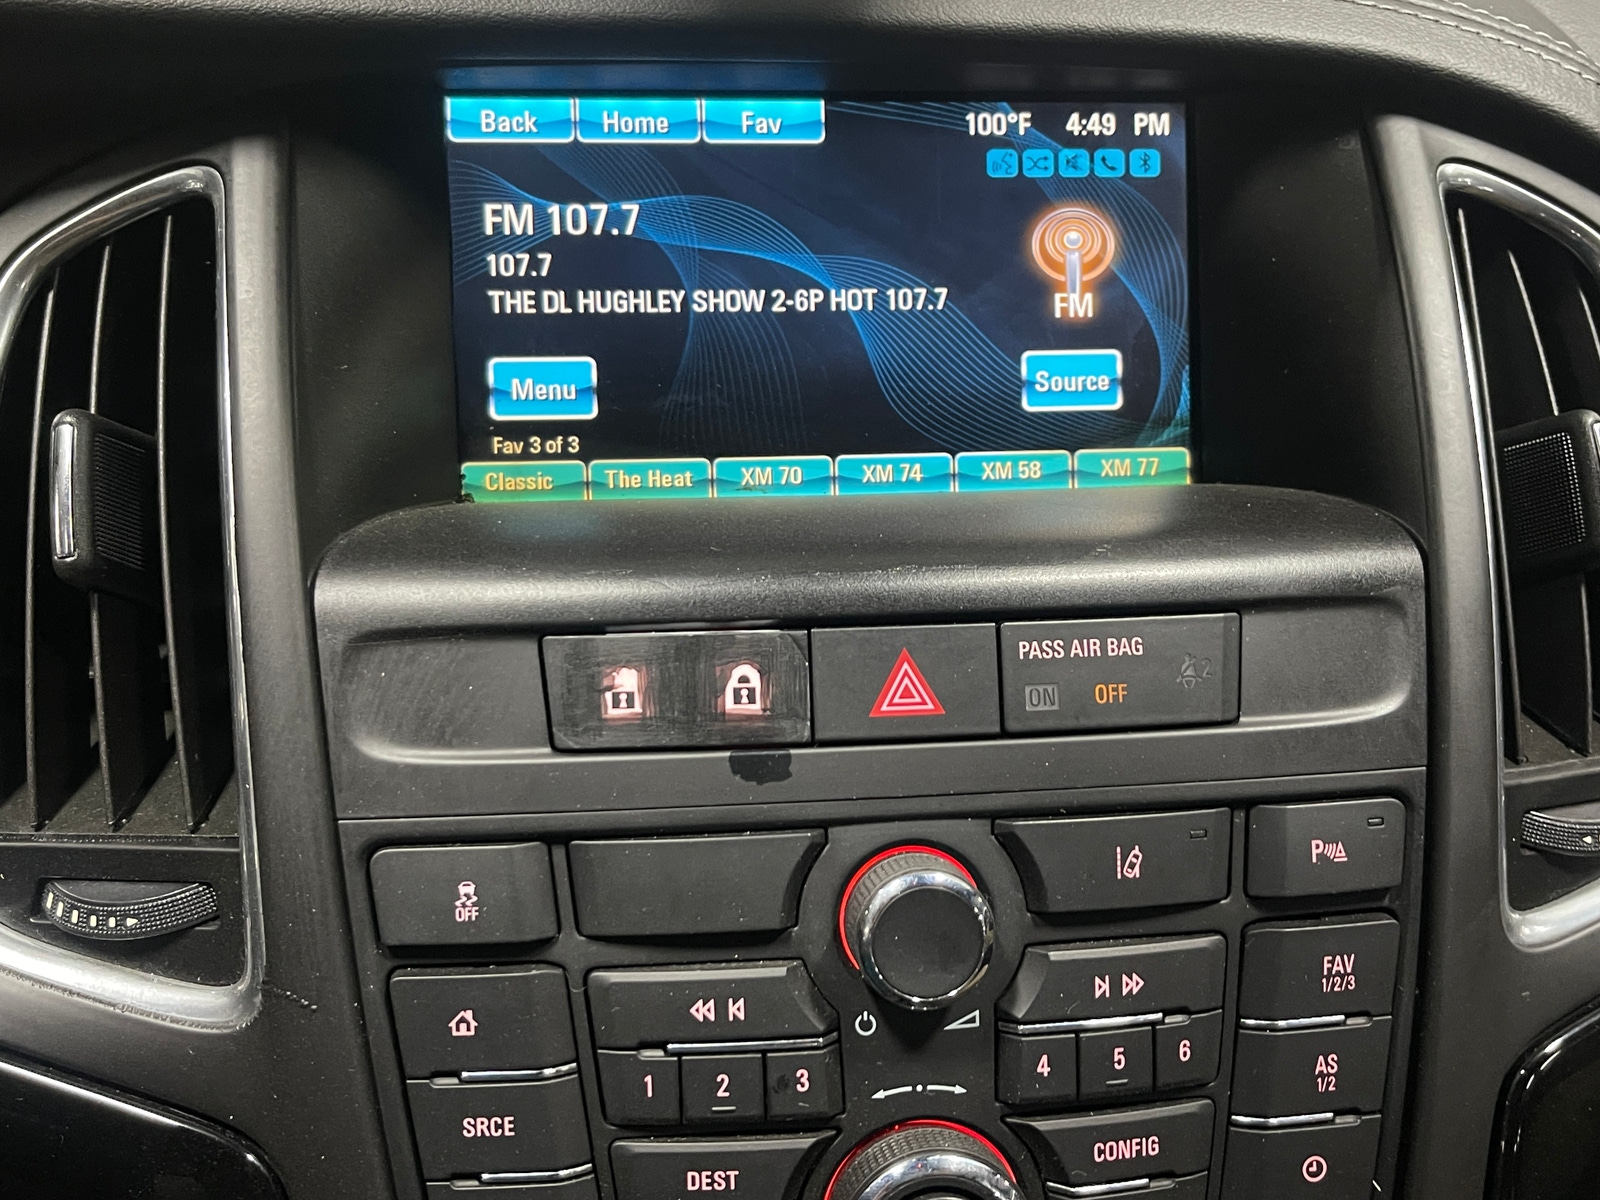 Back Home Fav 100°F 4:49 PM
FM 107.7
107.7
THE DL HUGHLEY SHOW 2-6P HOT 107.7
FM
Menu
Source
Fav 3 of 3
Classic The Heat XM 70 XM 74 XM 58 XM 77
PASS AIR BAG
ON OFF 2
OFF
P
FAV
1/2/3
1 2 3 4 5 6
AS
1/2
SRCE
DEST
CONFIG